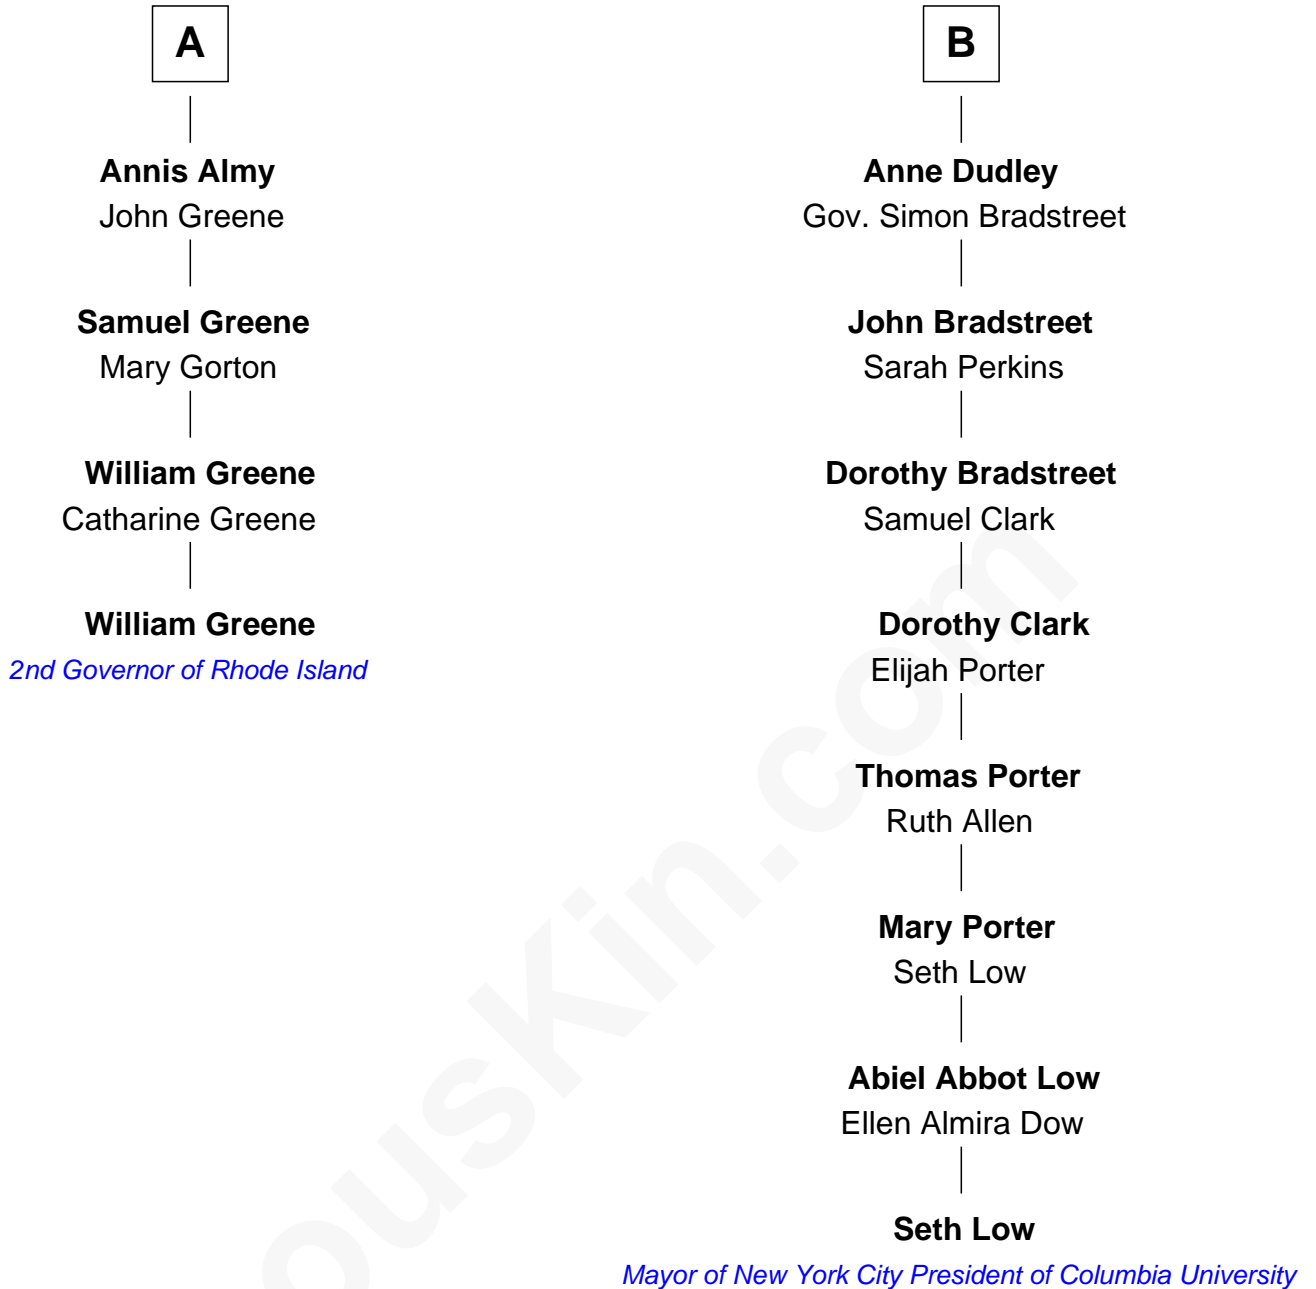 A
Annis Almy
John Greene
Samuel Greene
Mary Gorton
William Greene
Catharine Greene
William Greene
2nd Governor of Rhode Island
B
Anne Dudley
Gov. Simon Bradstreet
John Bradstreet
Sarah Perkins
Dorothy Bradstreet
Samuel Clark
Dorothy Clark
Elijah Porter
Thomas Porter
Ruth Allen
Mary Porter
Seth Low
Abiel Abbot Low
Ellen Almira Dow
Seth Low
Mayor of New York City President of Columbia University
ousKin.com